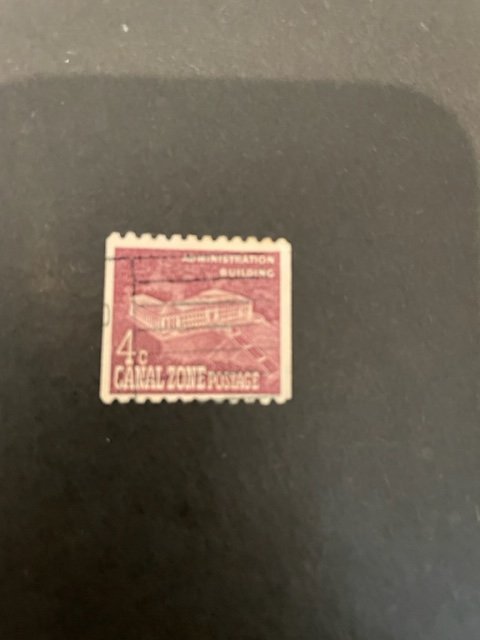 ADMINISTRATION
BUILDING
4c
CANAL ZONE POSTAGE